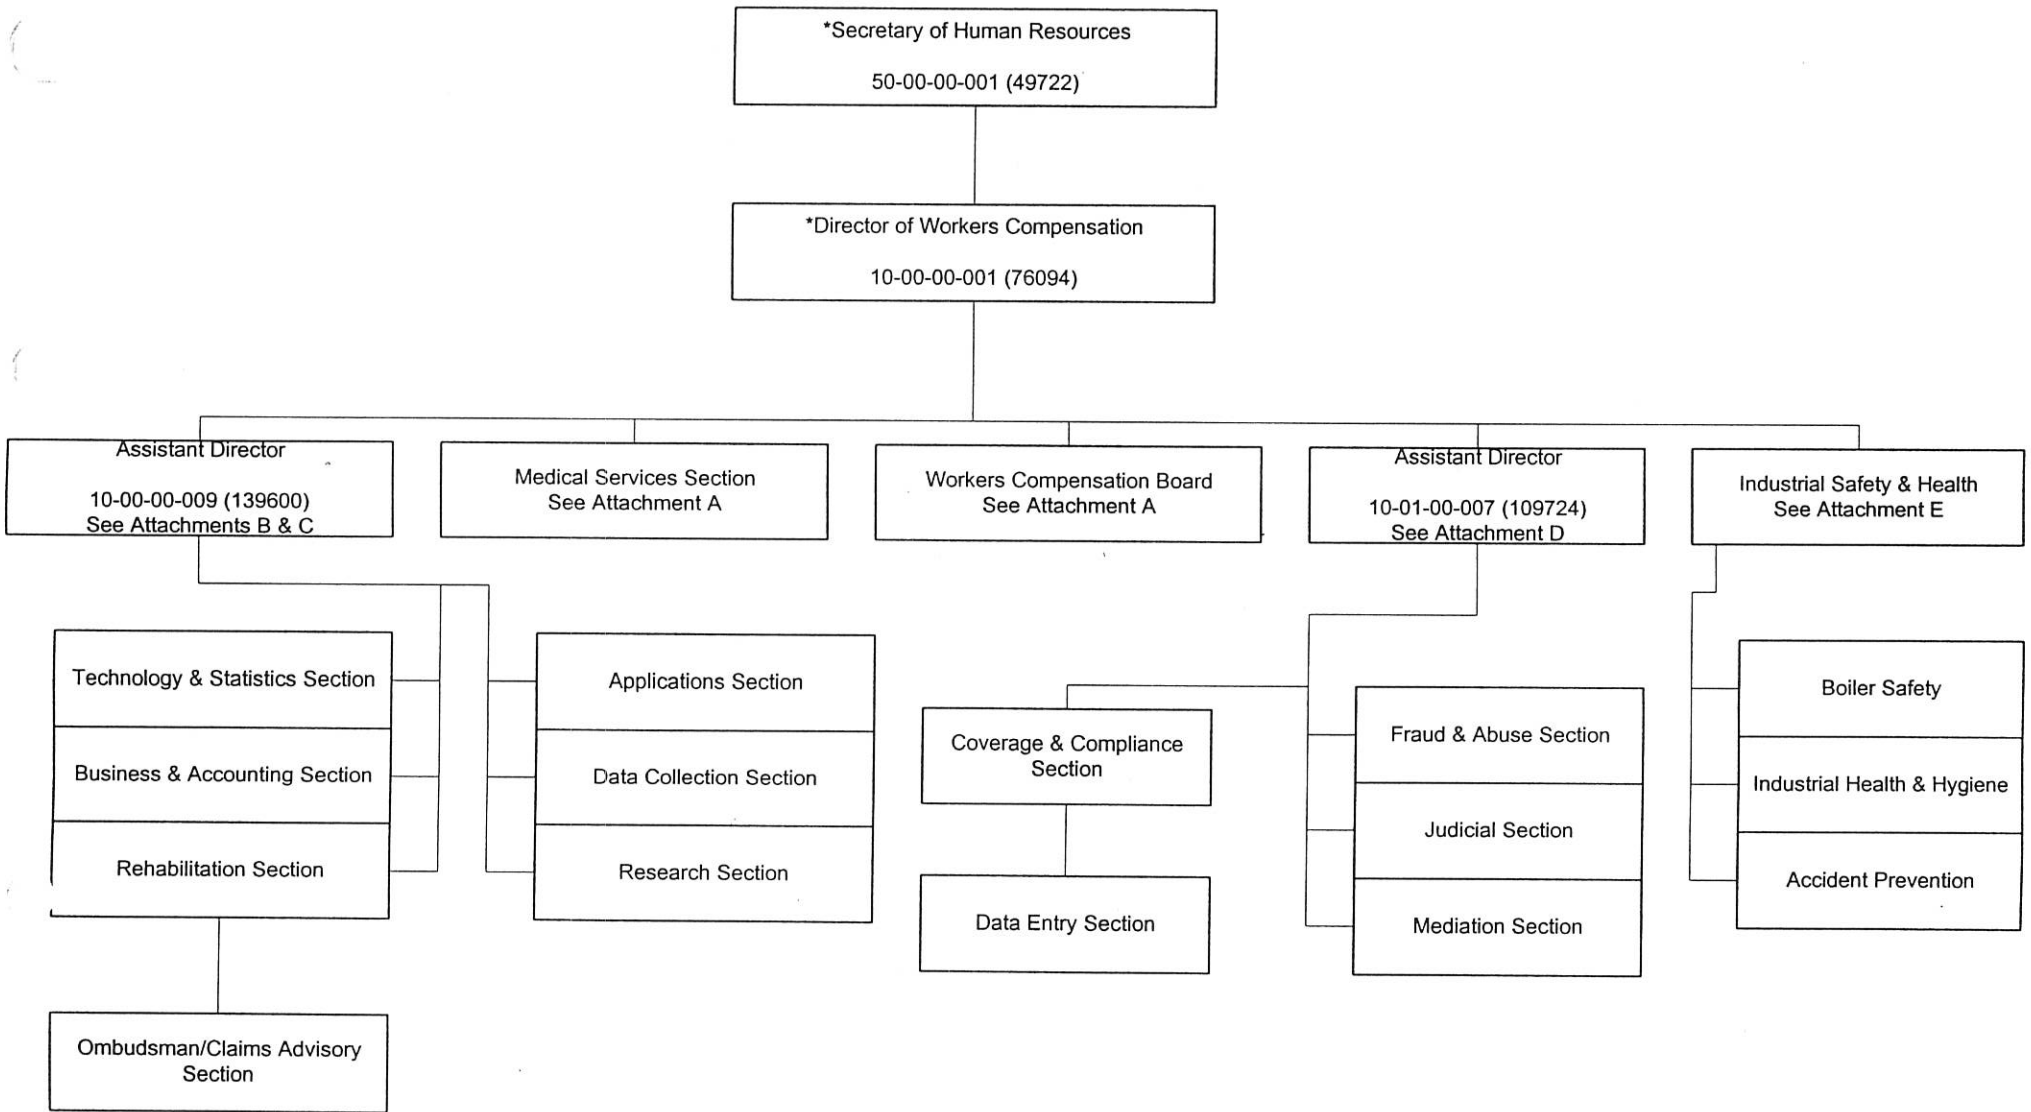 *Secretary of Human Resources
50-00-00-001 (49722)
*Director of Workers Compensation
10-00-00-001 (76094)
Assistant Director
10-00-00-009 (139600)
See Attachments B & C
Medical Services Section
See Attachment A
Workers Compensation Board
See Attachment A
Assistant Director
10-01-00-007 (109724)
See Attachment D
Industrial Safety & Health
See Attachment E
Technology & Statistics Section
Business & Accounting Section
Rehabilitation Section
Ombudsman/Claims Advisory
Section
Applications Section
Data Collection Section
Research Section
Coverage & Compliance
Section
Data Entry Section
Fraud & Abuse Section
Judicial Section
Mediation Section
Boiler Safety
Industrial Health & Hygiene
Accident Prevention